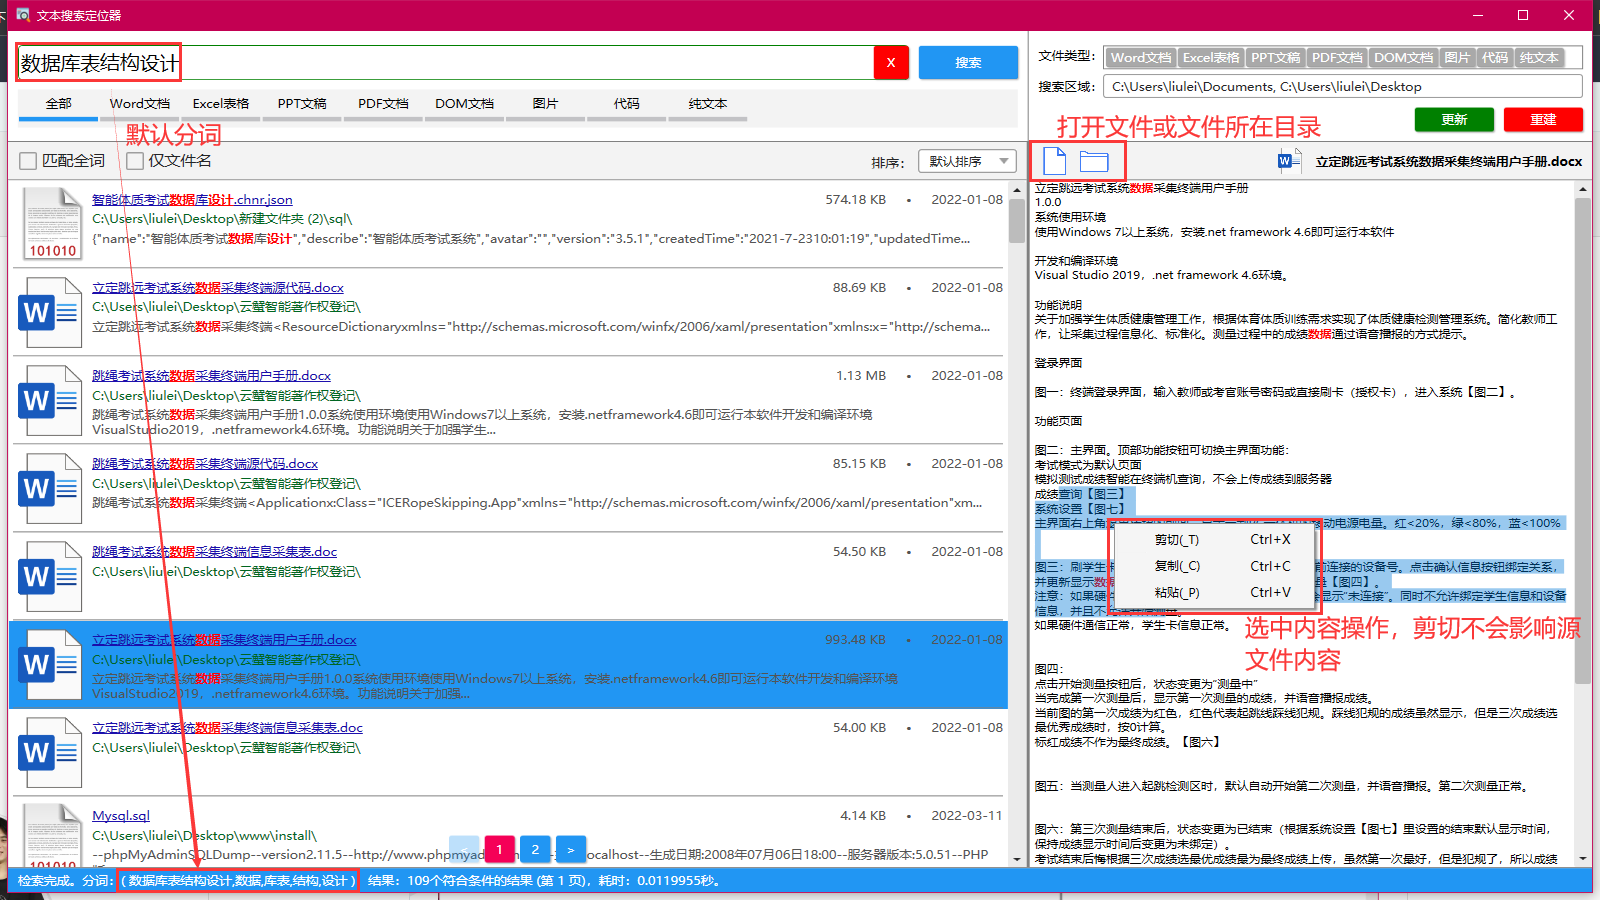 文本搜索定位器
数据库表结构设计
X
搜索
全部 Word文档 Excel表格 PPT文稿 PDF文档 DOM文档 图片 代码 纯文本
默认分词
匹配全词 仅文件名
排序： 默认排序
智能体质考试数据库设计.chnr.json 574.18 KB • 2022-01-08
C:\Users\liulei\Desktop\新建文件夹 (2)\sql\
{"name":"智能体质考试数据库设计","describe":"智能体质考试系统","avatar":"","version":"3.5.1","createdTime":"2021-7-2310:01:19","updatedTime...
101010
立定跳远考试系统数据采集终端源代码.docx 88.69 KB • 2022-01-08
C:\Users\liulei\Desktop\云蟹智能著作权登记\
立定跳远考试系统数据采集终端<ResourceDictionaryxmlns="http://schemas.microsoft.com/winfx/2006/xaml/presentation"xmlns:x="http://schema...
W
跳绳考试系统数据采集终端用户手册.docx 1.13 MB • 2022-01-08
C:\Users\liulei\Desktop\云蟹智能著作权登记\
跳绳考试系统数据采集终端用户手册1.0.0系统使用环境使用Windows7以上系统，安装.netframework4.6即可运行本软件开发和编译环境
VisualStudio2019，.netframework4.6环境。功能说明关于加强学生...
W
跳绳考试系统数据采集终端源代码.docx 85.15 KB • 2022-01-08
C:\Users\liulei\Desktop\云蟹智能著作权登记\
跳绳考试系统数据采集终端<Applicationx:Class="ICERopeSkipping.App"xmlns="http://schemas.microsoft.com/winfx/2006/xaml/presentation"xm...
W
跳绳考试系统数据采集终端信息采集表.doc 54.50 KB • 2022-01-08
C:\Users\liulei\Desktop\云蟹智能著作权登记\
W
立定跳远考试系统数据采集终端用户手册.docx 993.48 KB • 2022-01-08
C:\Users\liulei\Desktop\云蟹智能著作权登记\
立定跳远考试系统数据采集终端用户手册1.0.0系统使用环境使用Windows7以上系统，安装.netframework4.6即可运行本软件开发和编译环境
VisualStudio2019，.netframework4.6环境。功能说明关于加强...
W
立定跳远考试系统数据采集终端信息采集表.doc 54.00 KB • 2022-01-08
C:\Users\liulei\Desktop\云蟹智能著作权登记\
W
Mysql.sql 4.14 KB • 2022-03-11
C:\Users\liulei\Desktop\www\install\
--phpMyAdminSQLDump--version2.11.5--http://www.phpmyad ocalhost--生成日期:2008年07月06日18:00--服务器版本:5.0.51--PHP
101010
< 1 2 >
检索完成。分词：( 数据库表结构设计,数据,库表,结构,设计 ) 结果：109个符合条件的结果 (第 1 页)，耗时：0.0119955秒。
文件类型： Word文档 Excel表格 PPT文稿 PDF文档 DOM文档 图片 代码 纯文本
搜索区域： C:\Users\liulei\Documents, C:\Users\liulei\Desktop
更新 重建
打开文件或文件所在目录
立定跳远考试系统数据采集终端用户手册.docx
立定跳远考试系统数据采集终端用户手册
1.0.0
系统使用环境
使用Windows 7以上系统，安装.net framework 4.6即可运行本软件
开发和编译环境
Visual Studio 2019，.net framework 4.6环境。
功能说明
关于加强学生体质健康管理工作，根据体育体质训练需求实现了体质健康检测管理系统。简化教师工
作，让采集过程信息化、标准化。测量过程中的成绩数据通过语音播报的方式提示。
登录界面
图一：终端登录界面，输入教师或考官账号密码或直接刷卡（授权卡），进入系统【图二】。
功能页面
图二：主界面。顶部功能按钮可切换主界面功能：
考试模式为默认页面
模拟测试成绩智能在终端机查询，不会上传成绩到服务器
成绩查询【图三】
系统设置【图七】
主界面右上角 移动电源电量。红<20%，绿<80%，蓝<100%
剪切(_T) Ctrl+X
复制(_C) Ctrl+C
粘贴(_P) Ctrl+V
图三：刷学生卡 前连接的设备号。点击确认信息按钮绑定关系，
并更新显示数 【图四】。
注意：如果硬件 显示"未连接"。同时不允许绑定学生信息和设备
信息，并且不
如果硬件通信正常，学生卡信息正常。
选中内容操作，剪切不会影响源
文件内容
图四：
点击开始测量按钮后，状态变更为"测量中"
当完成第一次测量后，显示第一次测量的成绩，并语音播报成绩。
当前图的第一次成绩为红色，红色代表起跳线踩线犯规。踩线犯规的成绩虽然显示，但是三次成绩选
最优秀成绩时，按0计算。
标红成绩不作为最终成绩。【图六】
图五：当测量人进入起跳检测区时，默认自动开始第二次测量，并语音播报。第二次测量正常。
图六：第三次测量结束后，状态变更为已结束（根据系统设置【图七】里设置的结束默认显示时间，
保持成绩显示时间后变更为未绑定）。
考试结束后悔根据三次成绩选最优成绩最为最终成绩上传，虽然第一次最好，但是犯规了，所以成绩